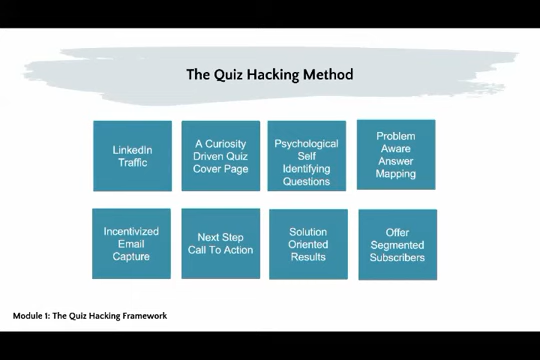 The Quiz Hacking Method
LinkedIn
Traffic
A Curiosity
Driven Quiz
Cover Page
Psychological
Self
Identifying
Questions
Problem
Aware
Answer
Mapping
Incentivized
Email
Capture
Next Step
Call To Action
Solution
Oriented
Results
Offer
Segmented
Subscribers
Module 1: The Quiz Hacking Framework